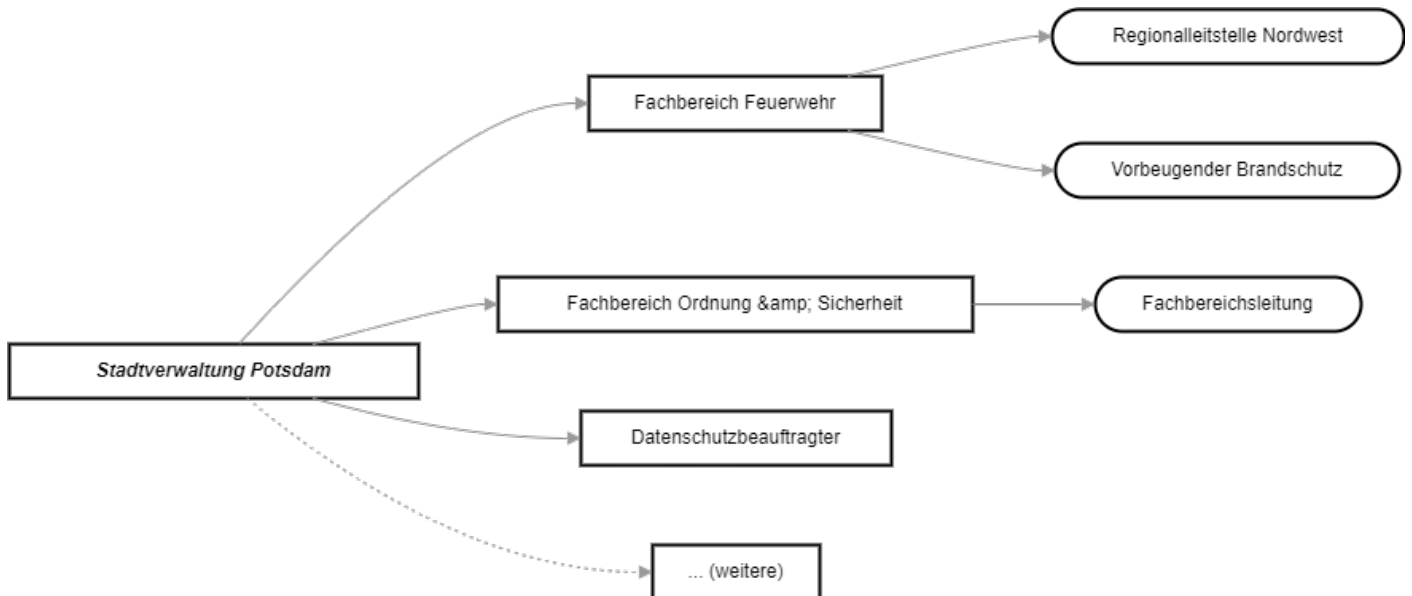 Regionalleitstelle Nordwest
Fachbereich Feuerwehr
Vorbeugender Brandschutz
Fachbereich Ordnung &amp; Sicherheit
Fachbereichsleitung
Stadtverwaltung Potsdam
Datenschutzbeauftragter
... (weitere)